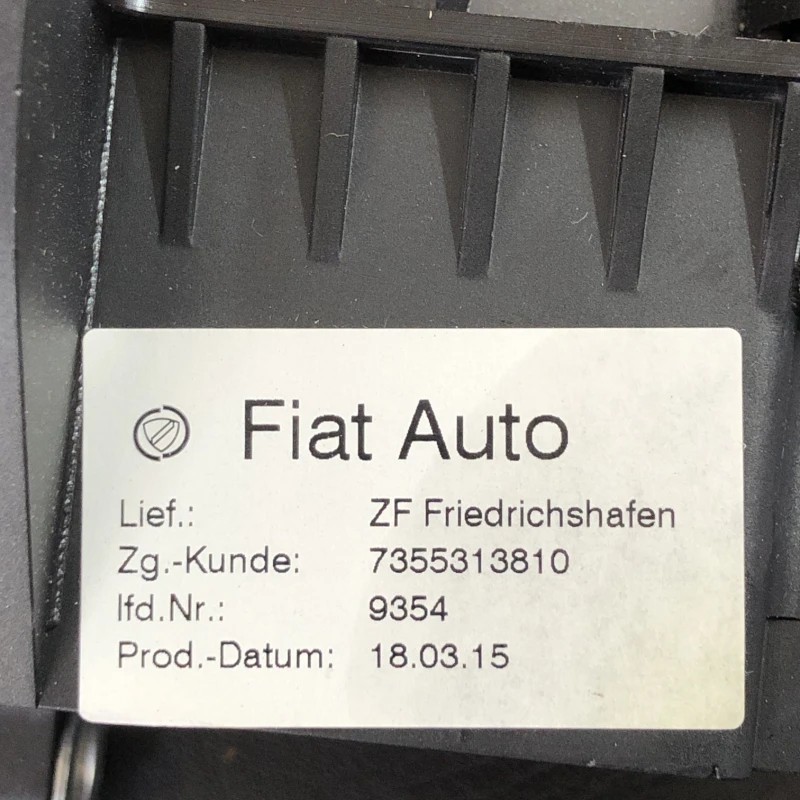 Fiat Auto
Lief.: ZF Friedrichshafen
Zg.-Kunde: 7355313810
lfd.Nr.: 9354
Prod.-Datum: 18.03.15